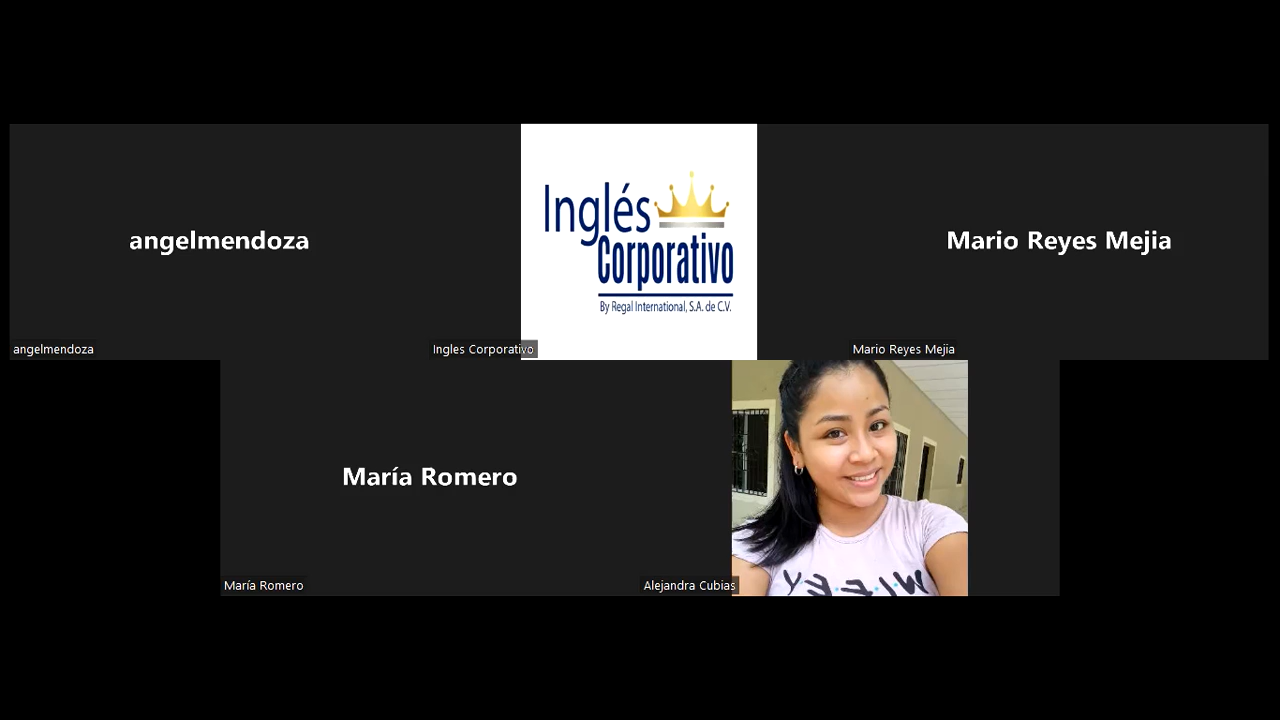 angelmendoza
Inglés
Corporativo
By Regal International, S.A. de C.V.
Mario Reyes Mejia
angelmendoza
Ingles Corporativo
Mario Reyes Mejia
María Romero
María Romero
Alejandra Cubias